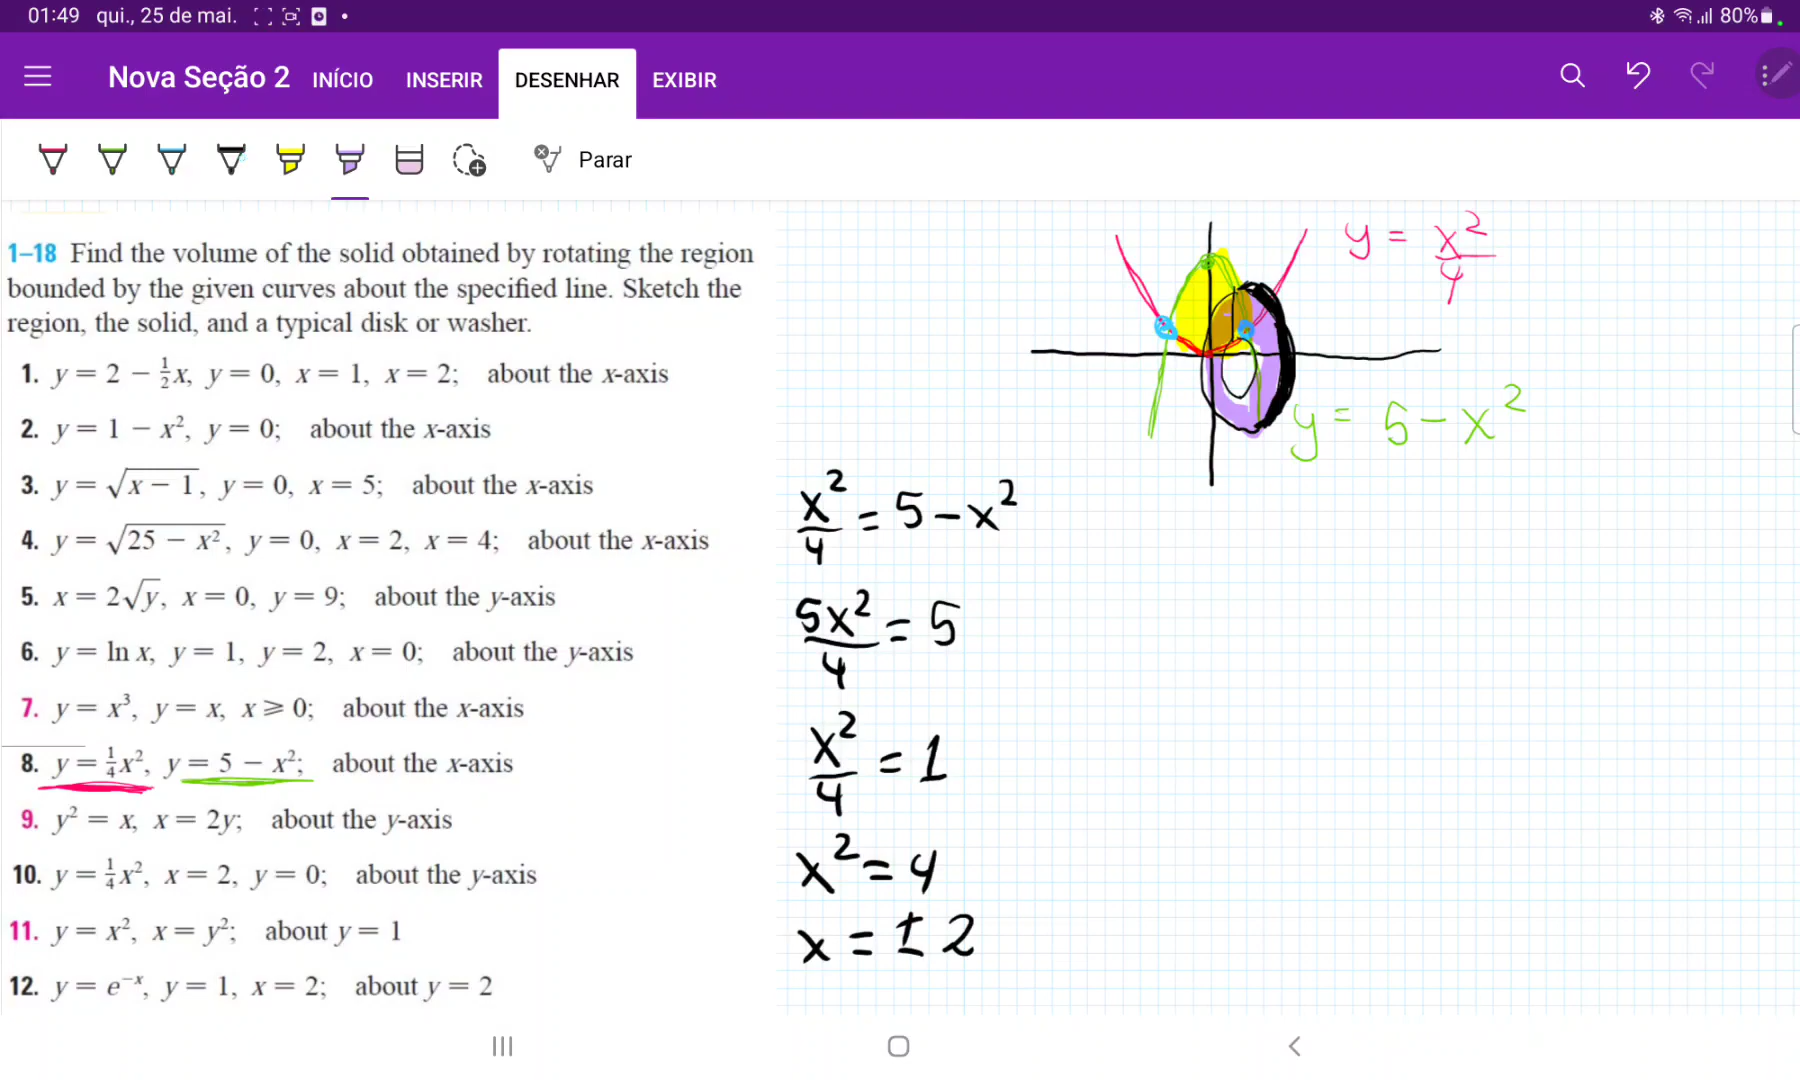 01:49 qui., 25 de mai. 80%
Nova Seção 2 INÍCIO INSERIR DESENHAR EXIBIR
Parar
1–18 Find the volume of the solid obtained by rotating the region
bounded by the given curves about the specified line. Sketch the
region, the solid, and a typical disk or washer.
1. y = 2 − ½x, y = 0, x = 1, x = 2; about the x-axis
2. y = 1 − x², y = 0; about the x-axis
3. y = √(x − 1), y = 0, x = 5; about the x-axis
4. y = √(25 − x²), y = 0, x = 2, x = 4; about the x-axis
5. x = 2√y, x = 0, y = 9; about the y-axis
6. y = ln x, y = 1, y = 2, x = 0; about the y-axis
7. y = x³, y = x, x ⩾ 0; about the x-axis
8. y = ¼x², y = 5 − x²; about the x-axis
9. y² = x, x = 2y; about the y-axis
10. y = ¼x², x = 2, y = 0; about the y-axis
11. y = x², x = y²; about y = 1
12. y = e⁻ˣ, y = 1, x = 2; about y = 2
y = x²/4
y = 5 − x²
x²/4 = 5 − x²
5x²/4 = 5
x²/4 = 1
x² = 4
x = ± 2